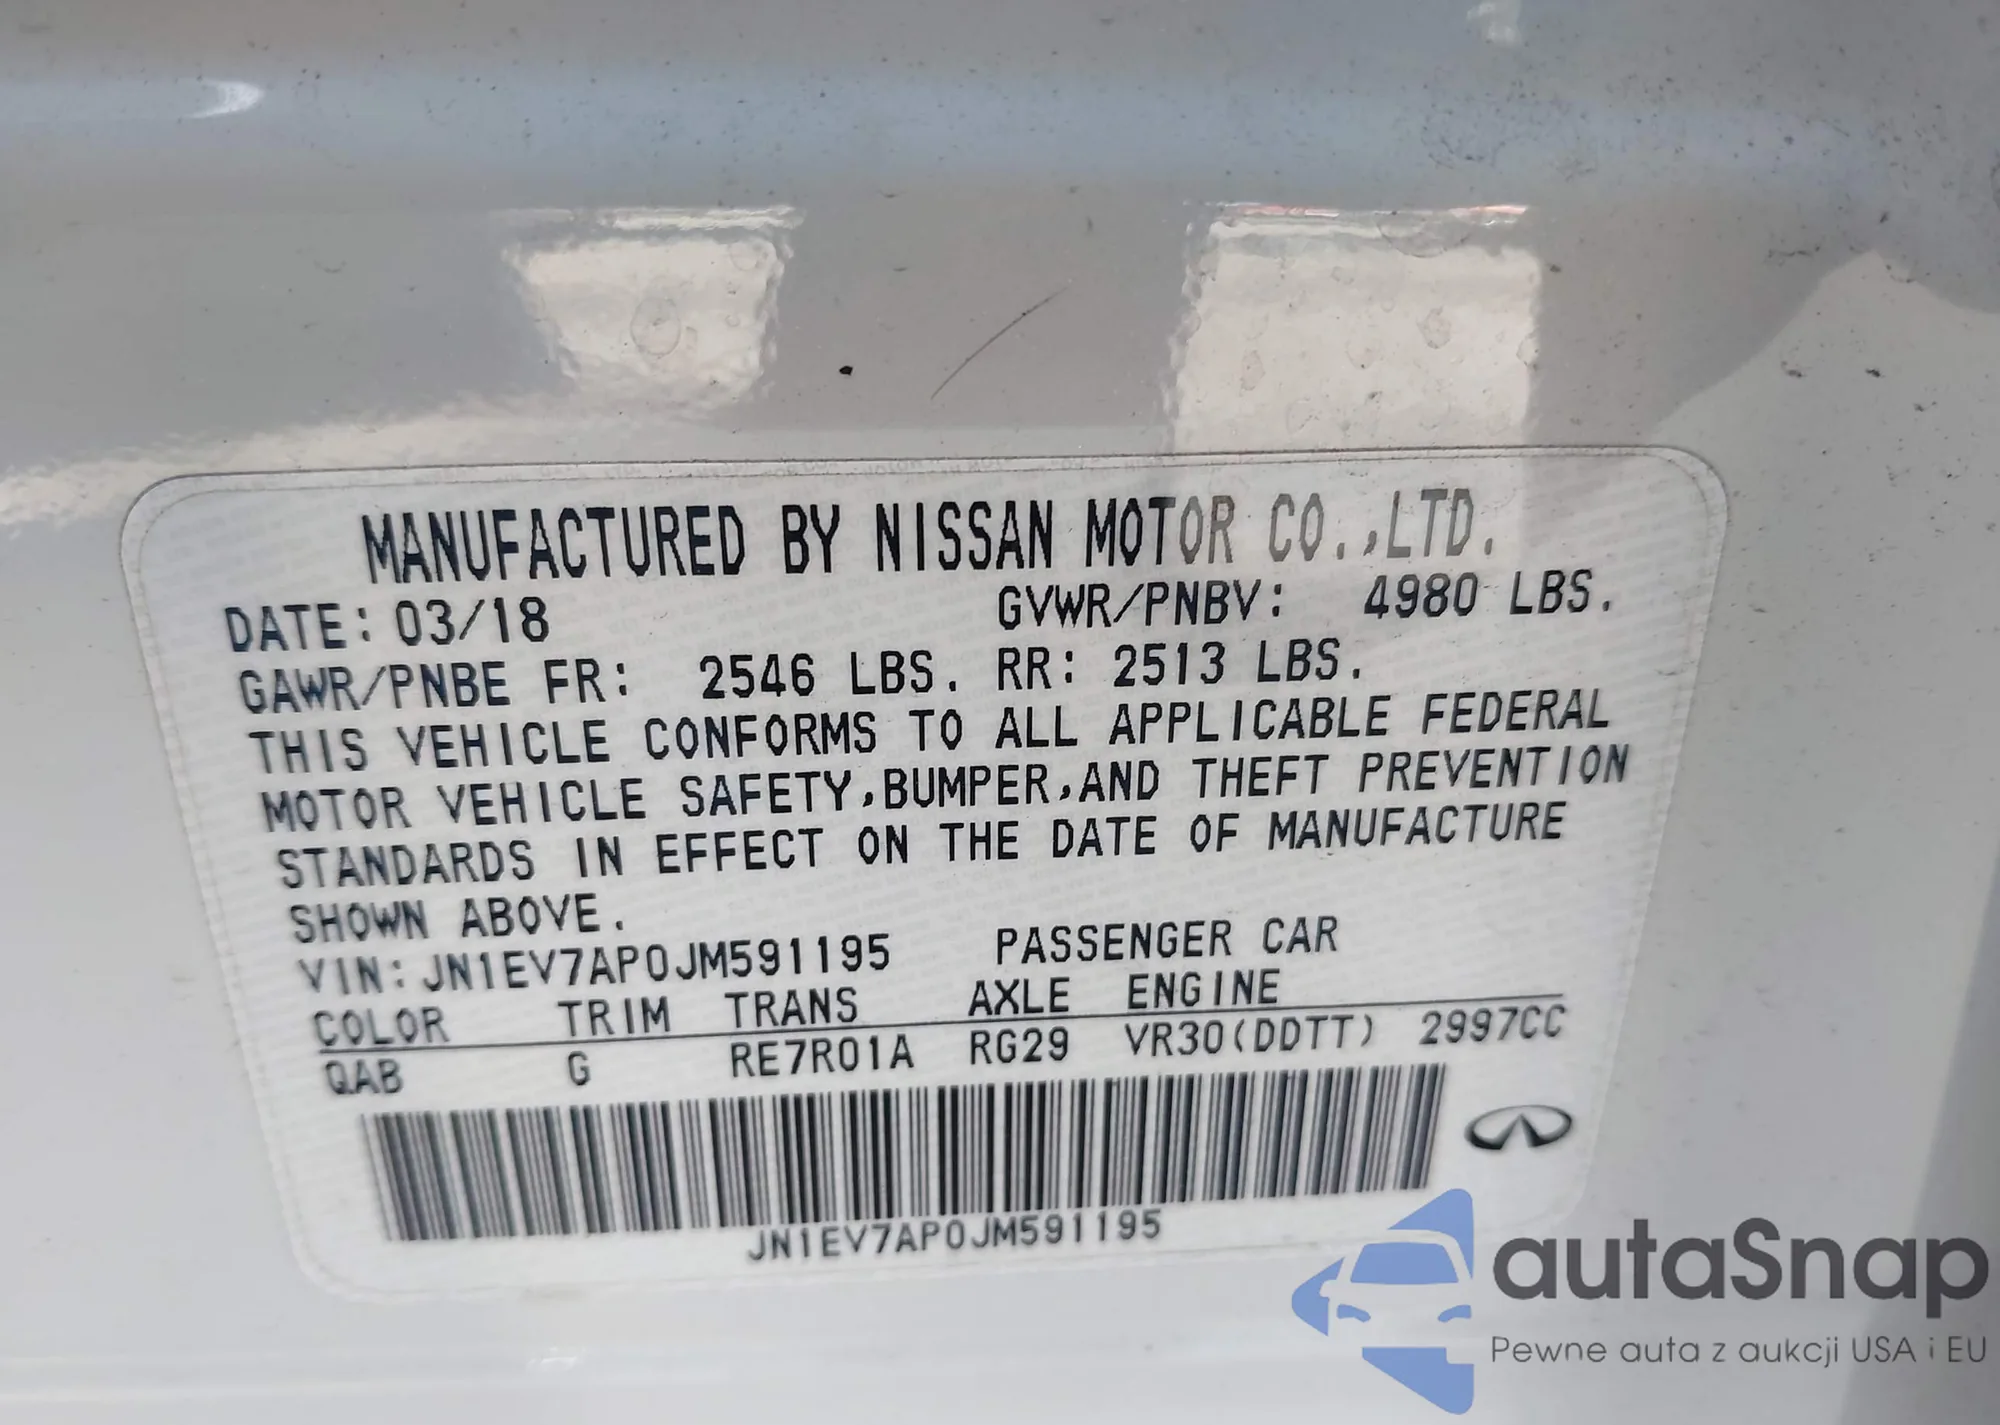 MANUFACTURED BY NISSAN MOTOR CO.,LTD.
DATE: 03/18 GVWR/PNBV: 4980 LBS.
GAWR/PNBE FR: 2546 LBS. RR: 2513 LBS.
THIS VEHICLE CONFORMS TO ALL APPLICABLE FEDERAL
MOTOR VEHICLE SAFETY,BUMPER,AND THEFT PREVENTION
STANDARDS IN EFFECT ON THE DATE OF MANUFACTURE
SHOWN ABOVE.
VIN: JN1EV7AP0JM591195 PASSENGER CAR
COLOR TRIM TRANS AXLE ENGINE
QAB G RE7R01A RG29 VR30(DDTT) 2997CC
JN1EV7AP0JM591195
autaSnap
Pewne auta z aukcji USA i EU